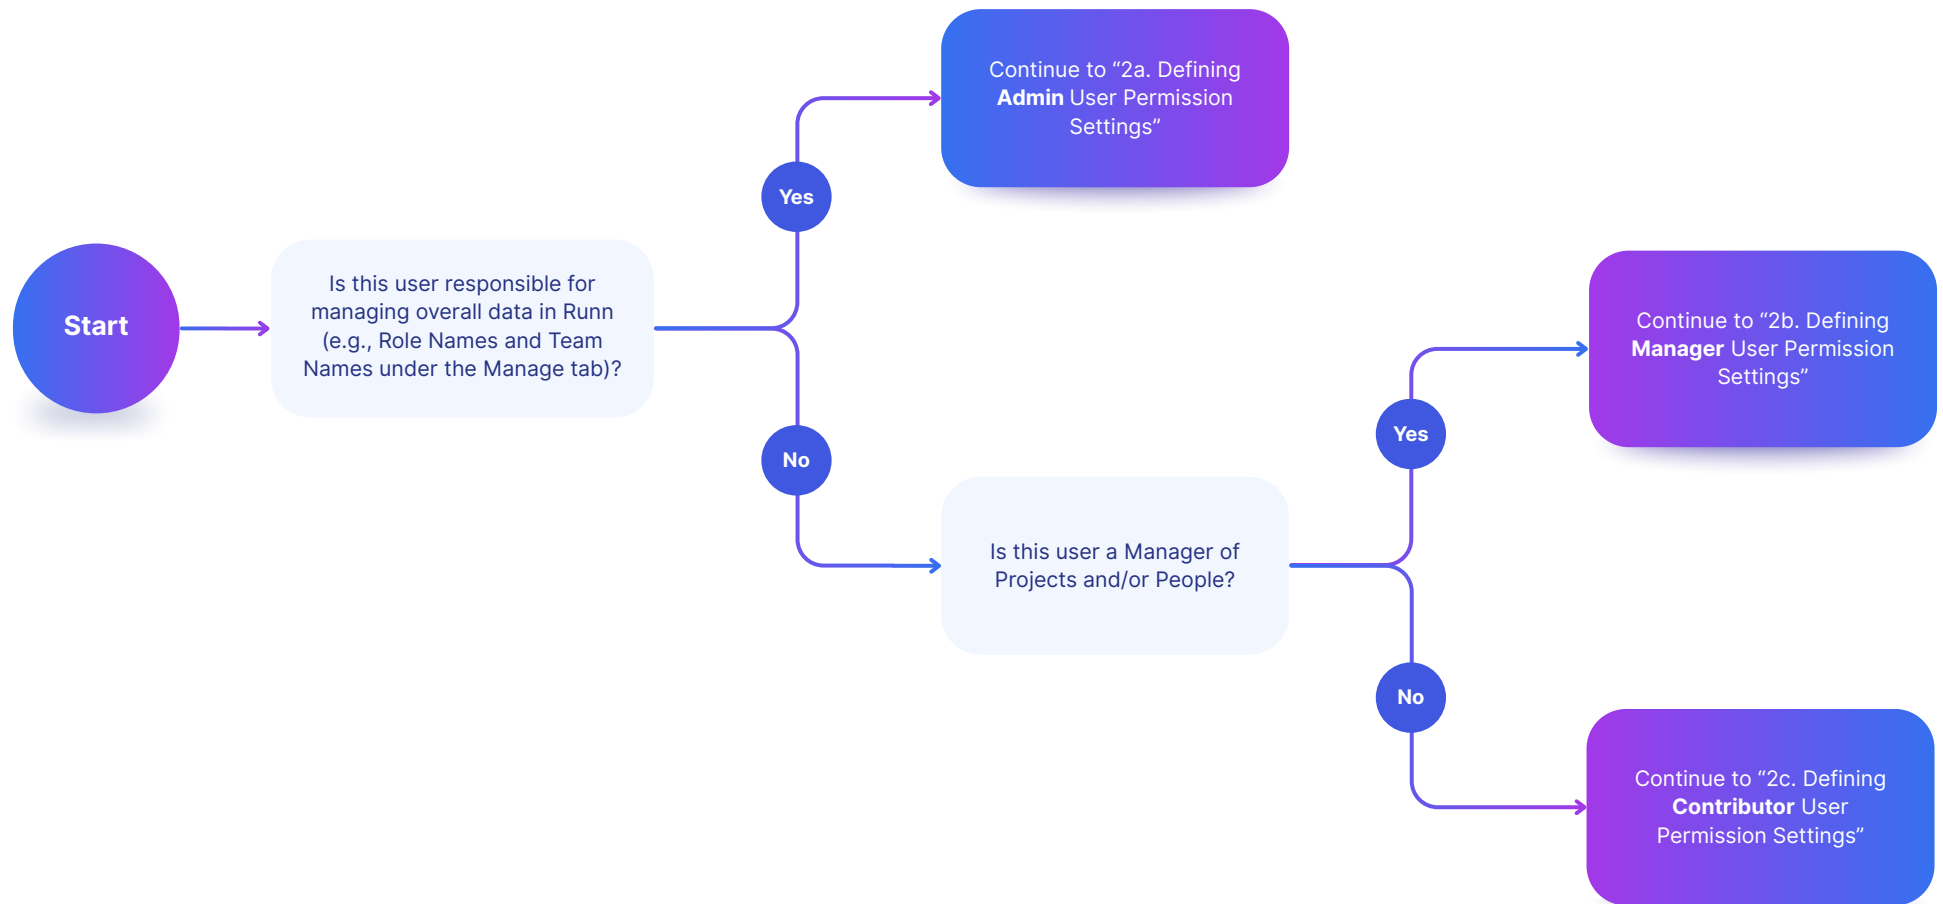 Start
Is this user responsible for
managing overall data in Runn
(e.g., Role Names and Team
Names under the Manage tab)?
Yes
Continue to “2a. Defining
Admin User Permission
Settings”
No
Is this user a Manager of
Projects and/or People?
Yes
Continue to “2b. Defining
Manager User Permission
Settings”
No
Continue to “2c. Defining
Contributor User
Permission Settings”